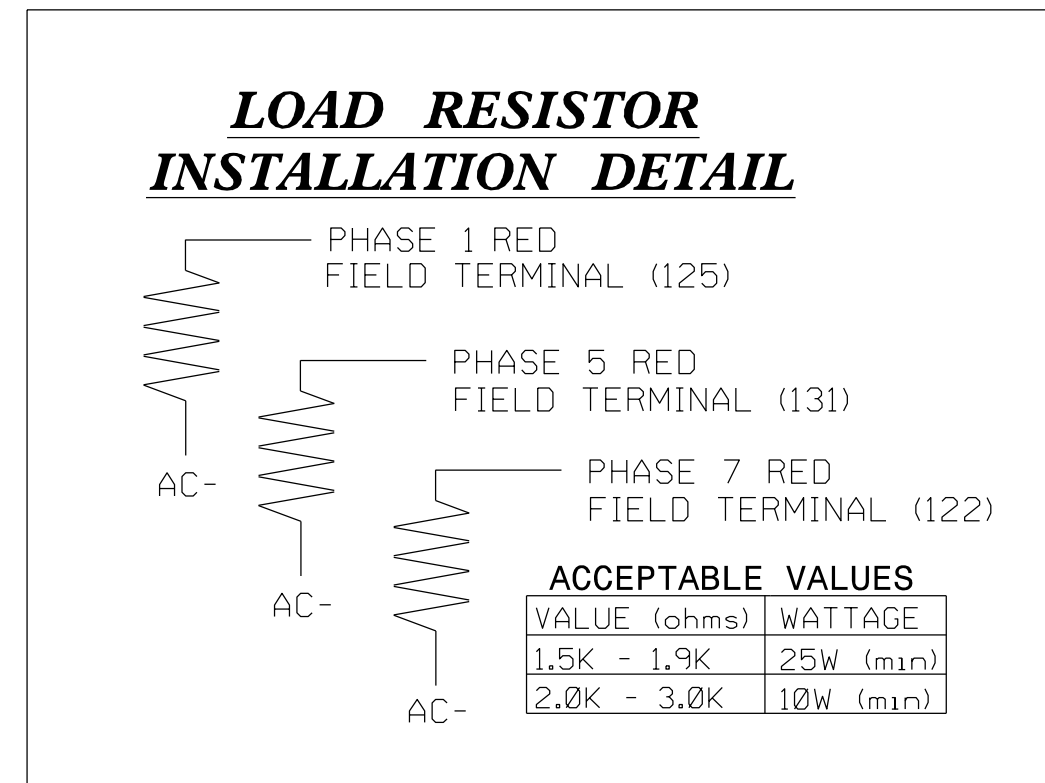 LOAD RESISTOR
INSTALLATION DETAIL
PHASE 1 RED
FIELD TERMINAL (125)
PHASE 5 RED
FIELD TERMINAL (131)
AC-
PHASE 7 RED
FIELD TERMINAL (122)
AC-
ACCEPTABLE VALUES
VALUE (ohms) WATTAGE
1.5K - 1.9K 25W (min)
2.0K - 3.0K 10W (min)
AC-